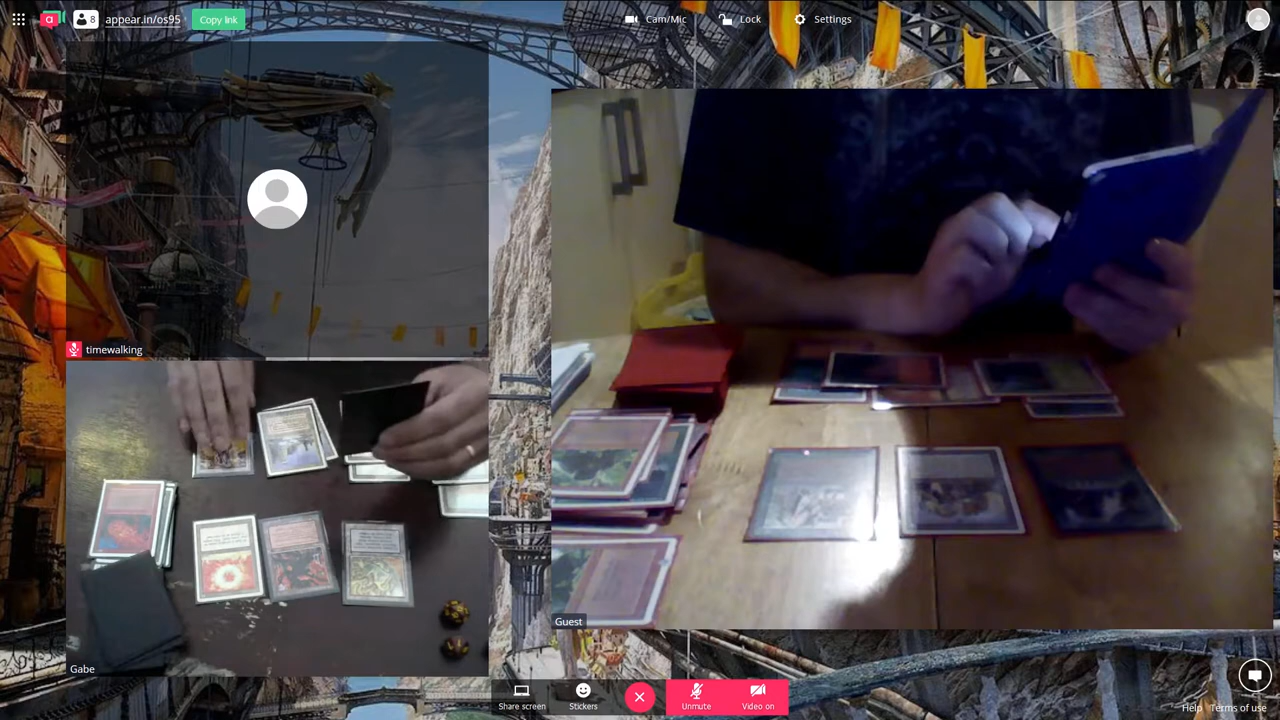 8 appear.in/os95 Copy link Cam/Mic Lock Settings
timewalking
Guest
Gabe
Share screen Stickers Unmute Video on
Help Terms of use